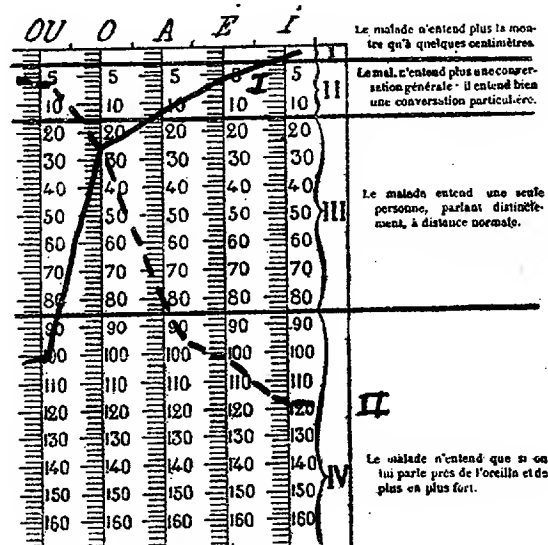 OU O A E I
Le malade n'entend plus la mon-
tre qu'à quelques centimètres.
I
5 5 5 5 5
I
Le mal. n'entend plus une conver-
sation générale - il entend bien
une conversation particulière.
II
10 10 10 10 10
20 20 20 20 20
30 30 30 30 30
40 40 40 40 40
Le malade entend une seule
personne, parlant distincte-
ment, à distance normale.
III
50 50 50 50 50
60 60 60 60 60
70 70 70 70 70
80 80 80 80 80
90 90 90 90 90
100 100 100 100 100
110 110 110 110 110
120 120 120 120 120
II
130 130 130 130 130
Le malade n'entend que si on
lui parle près de l'oreille et de
plus en plus fort.
IV
140 140 140 140 140
150 150 150 150 150
160 160 160 160 160